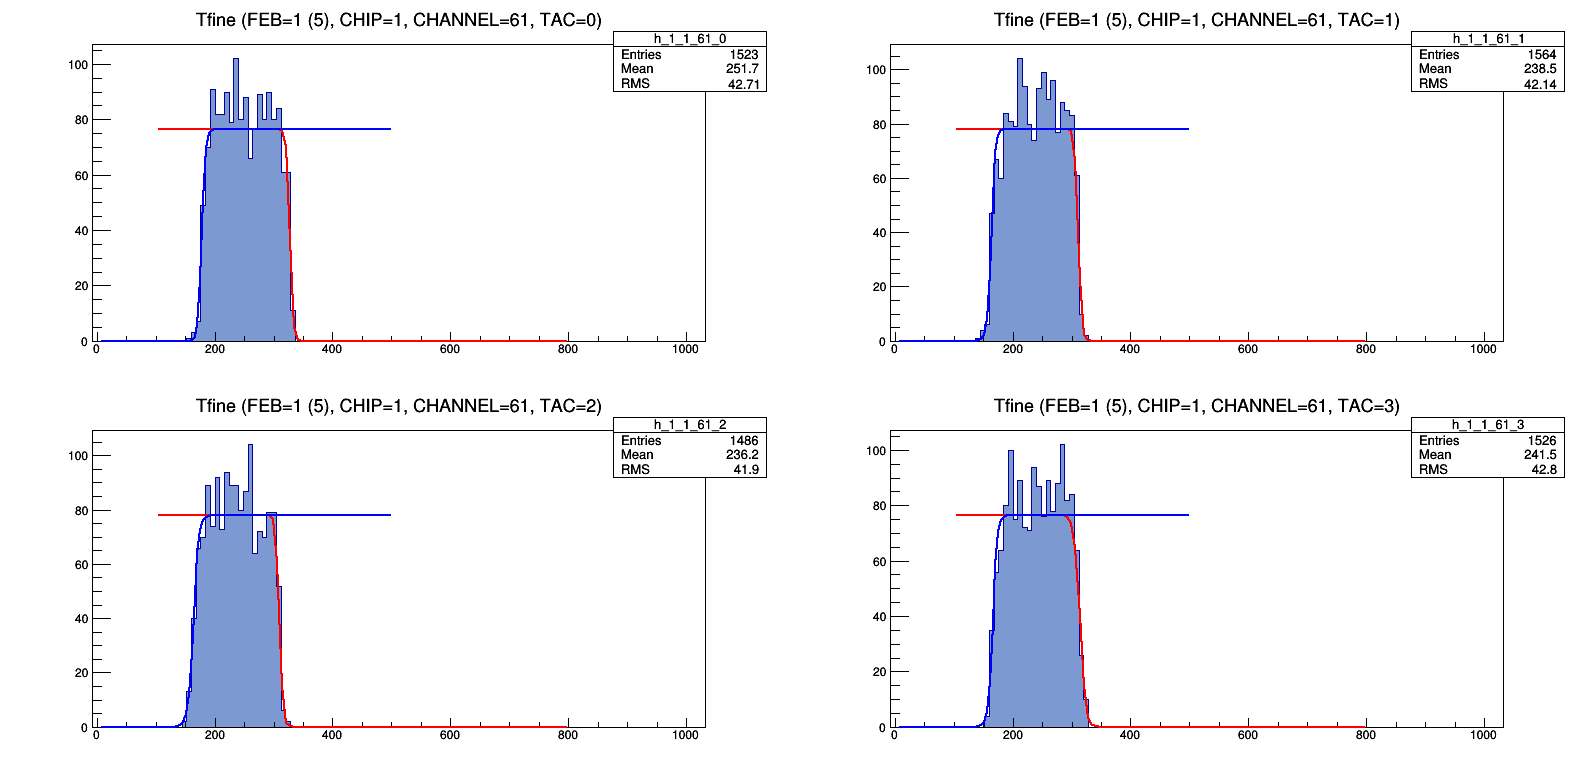 Tfine (FEB=1 (5), CHIP=1, CHANNEL=61, TAC=0)
h_1_1_61_0
Entries 1523
Mean 251.7
RMS 42.71
100
80
60
40
20
0
0 200 400 600 800 1000
Tfine (FEB=1 (5), CHIP=1, CHANNEL=61, TAC=1)
h_1_1_61_1
Entries 1564
Mean 238.5
RMS 42.14
100
80
60
40
20
0
0 200 400 600 800 1000
Tfine (FEB=1 (5), CHIP=1, CHANNEL=61, TAC=2)
h_1_1_61_2
Entries 1486
Mean 236.2
RMS 41.9
100
80
60
40
20
0
0 200 400 600 800 1000
Tfine (FEB=1 (5), CHIP=1, CHANNEL=61, TAC=3)
h_1_1_61_3
Entries 1526
Mean 241.5
RMS 42.8
100
80
60
40
20
0
0 200 400 600 800 1000